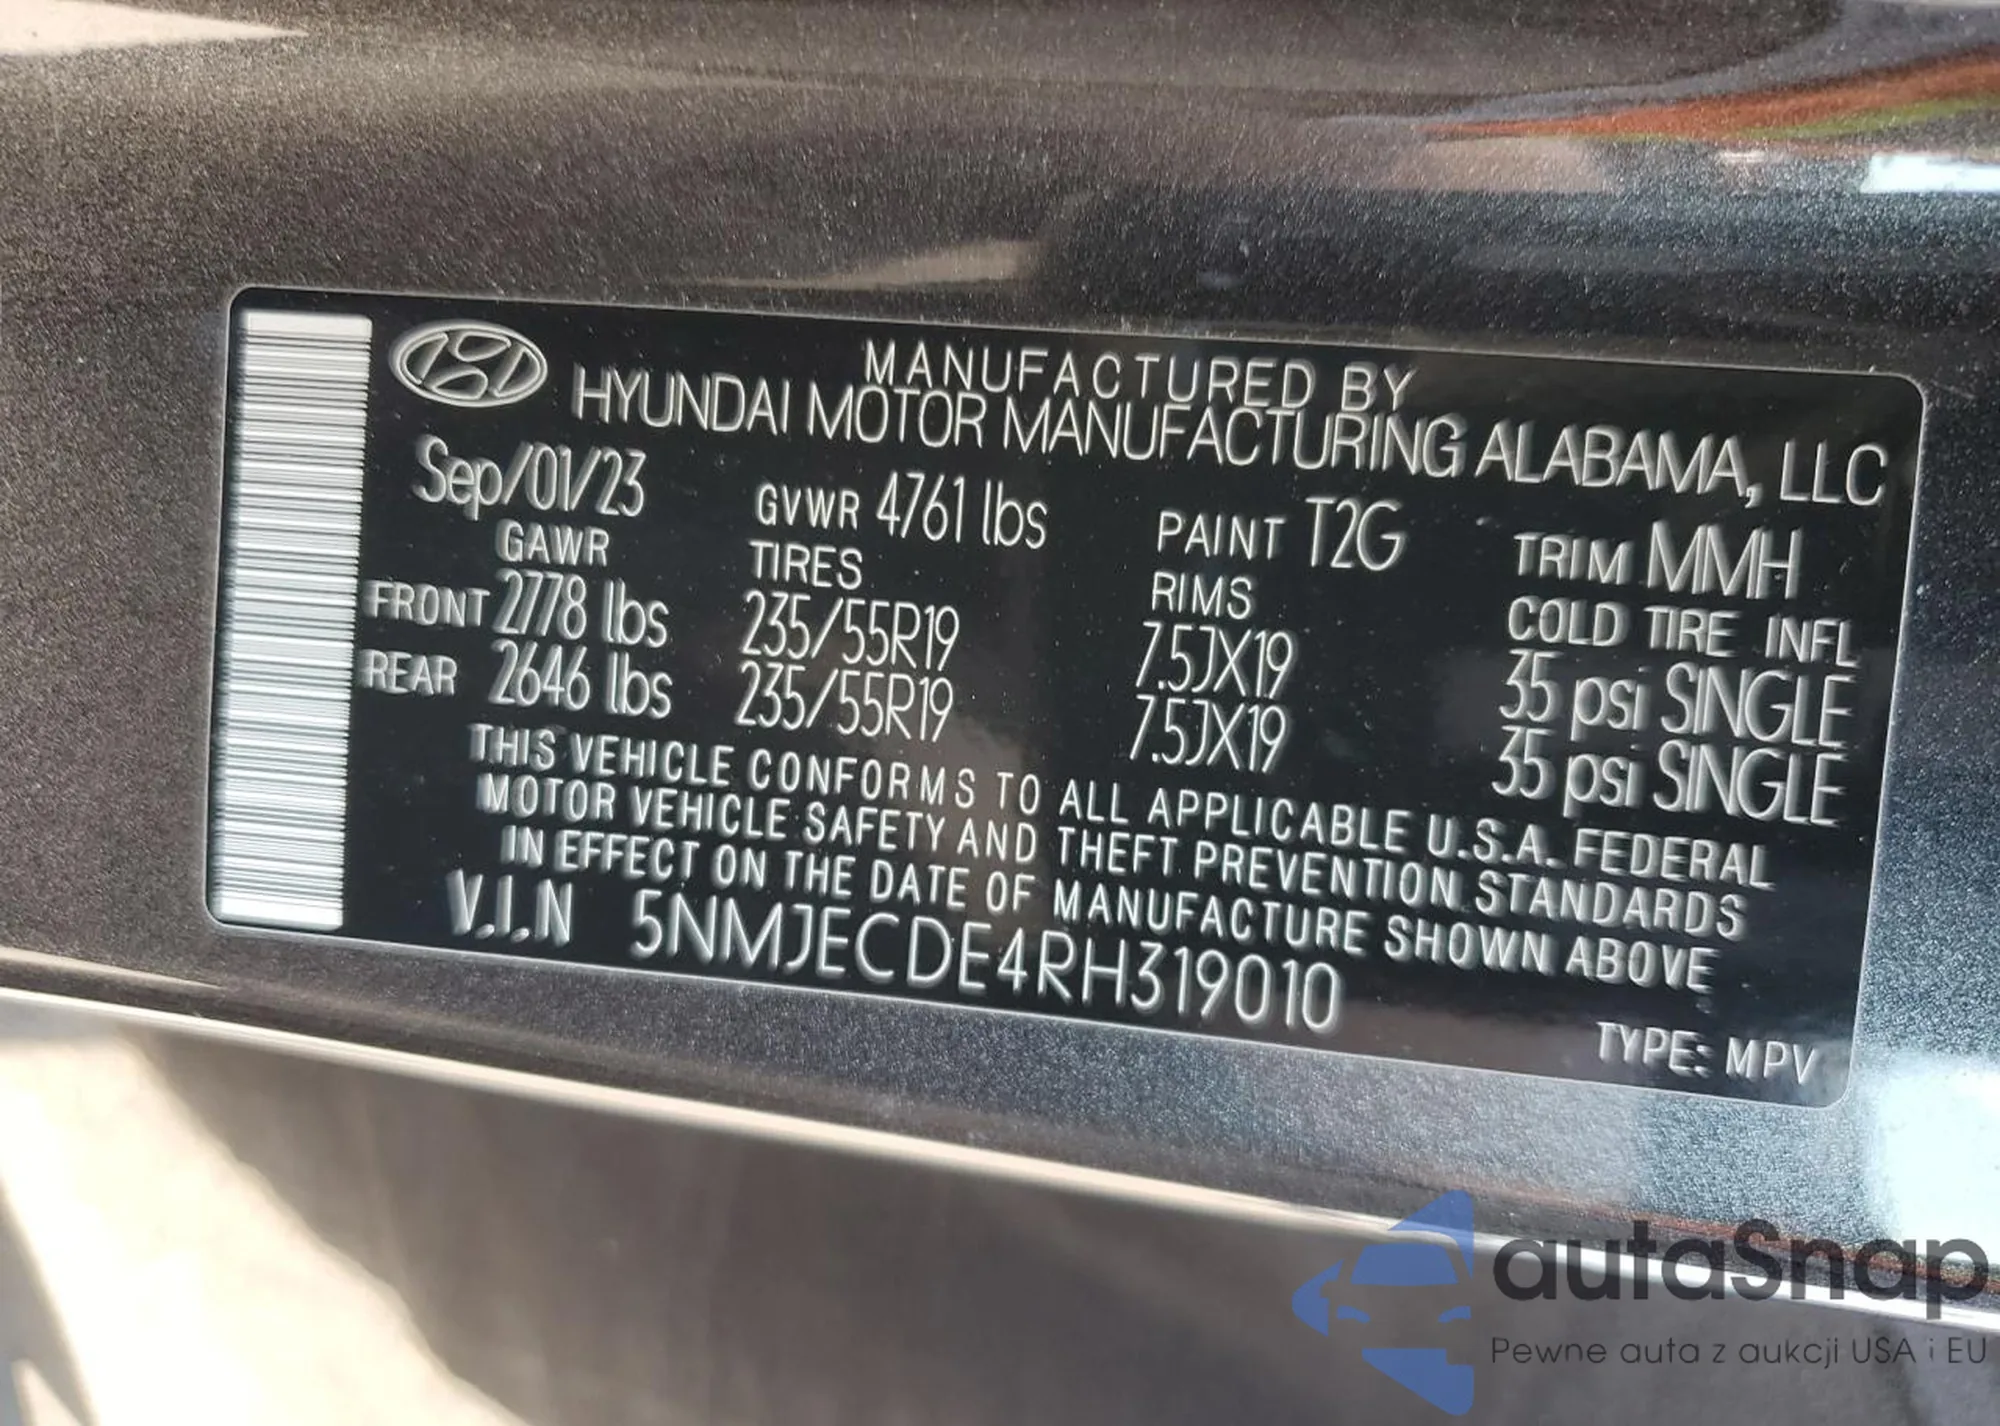 MANUFACTURED BY
HYUNDAI MOTOR MANUFACTURING ALABAMA, LLC
Sep/01/23 GVWR 4761 lbs PAINT T2G TRIM MMH
GAWR TIRES RIMS COLD TIRE INFL
FRONT 2778 lbs 235/55R19 7.5JX19 35 psi SINGLE
REAR 2646 lbs 235/55R19 7.5JX19 35 psi SINGLE
THIS VEHICLE CONFORMS TO ALL APPLICABLE U.S.A. FEDERAL
MOTOR VEHICLE SAFETY AND THEFT PREVENTION STANDARDS
IN EFFECT ON THE DATE OF MANUFACTURE SHOWN ABOVE
V.I.N 5NMJECDE4RH319010
TYPE: MPV
autaSnap
Pewne auta z aukcji USA i EU